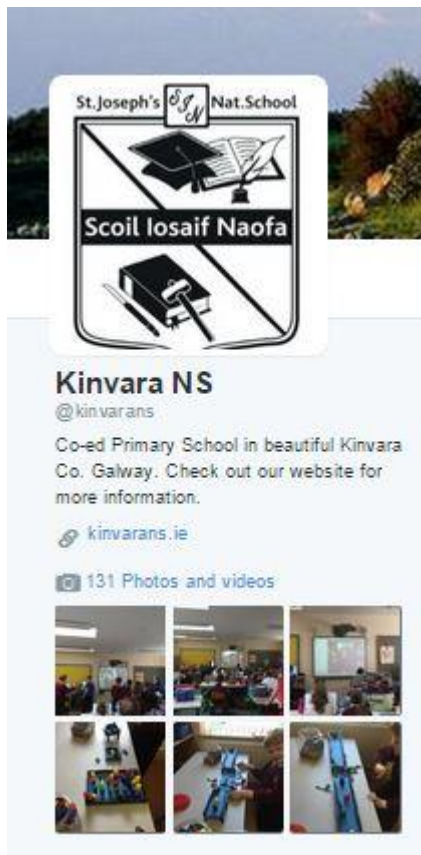 St.Joseph's SJN Nat.School
Scoil Iosaif Naofa
Kinvara NS
@kinvarans
Co-ed Primary School in beautiful Kinvara
Co. Galway. Check out our website for
more information.
kinvarans.ie
131 Photos and videos